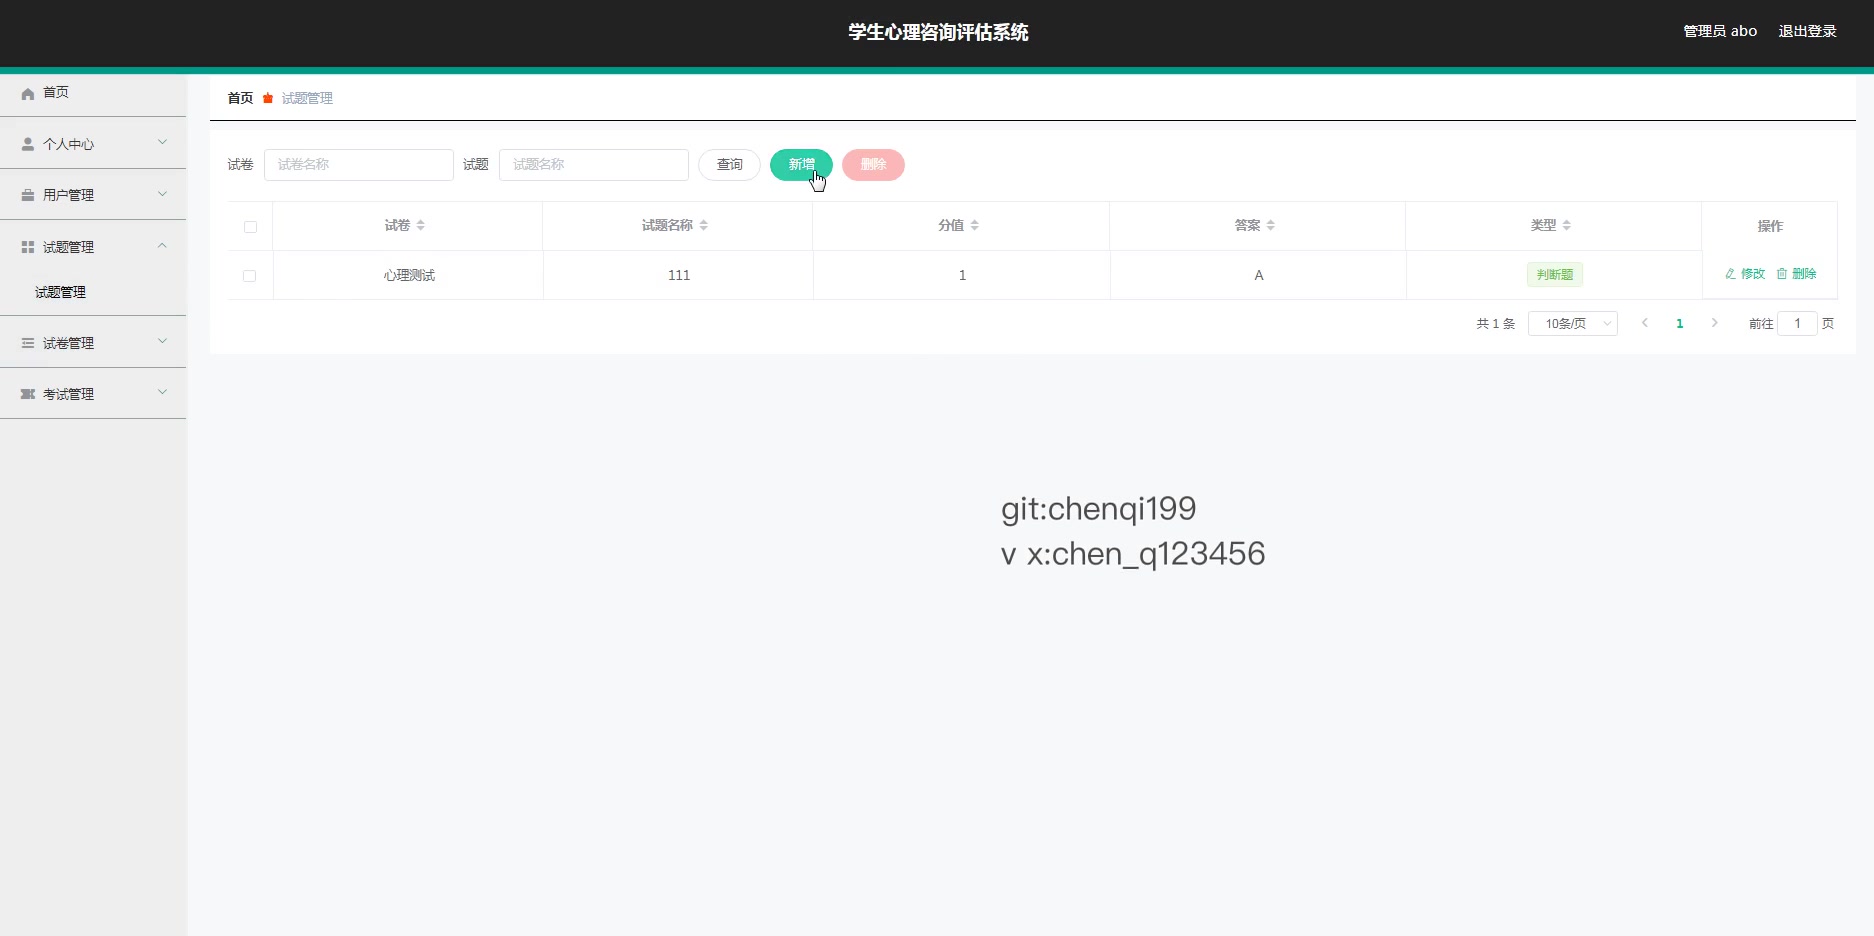 学生心理咨询评估系统
管理员 abo 退出登录
首页
个人中心
用户管理
试题管理
试题管理
试卷管理
考试管理
首页 试题管理
试卷 试卷名称 试题 试题名称 查询 新增 删除
试卷 试题名称 分值 答案 类型 操作
心理测试 111 1 A 判断题 修改 删除
共 1 条 10条/页 1 前往 1 页
git:chenqi199
v x:chen_q123456